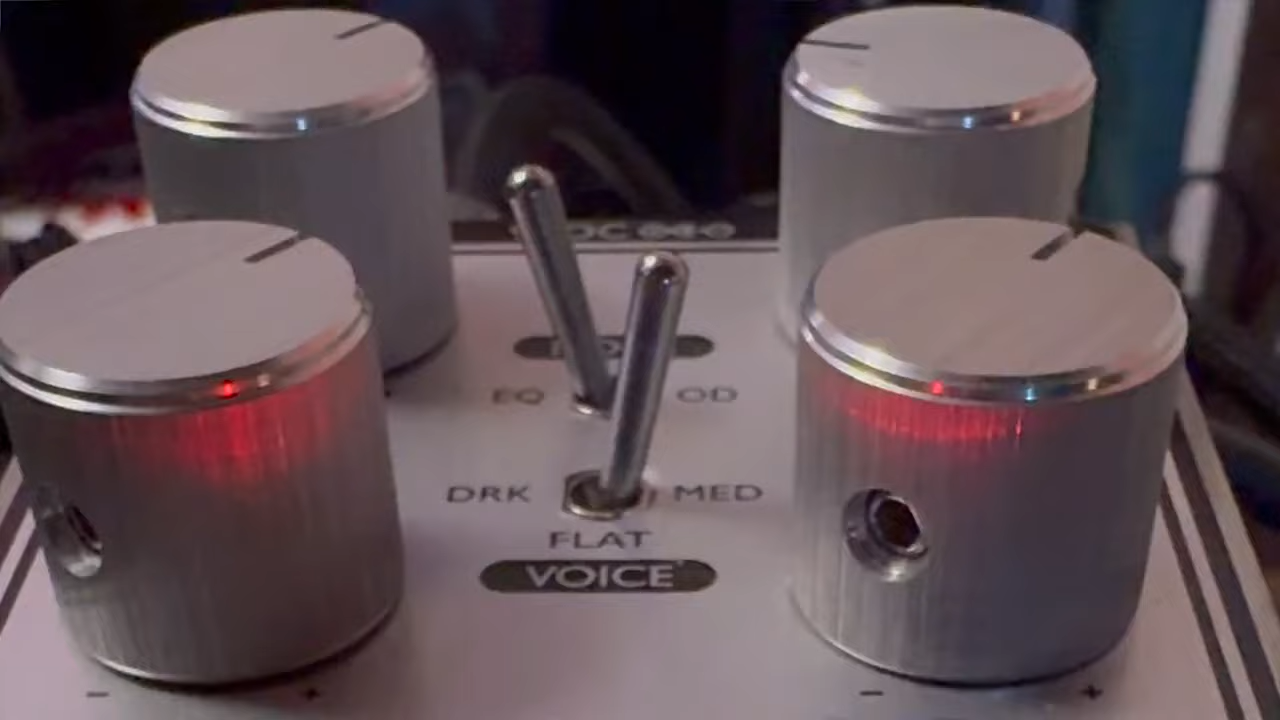 EQ OD
DRK MED
FLAT
VOICE
- + - +